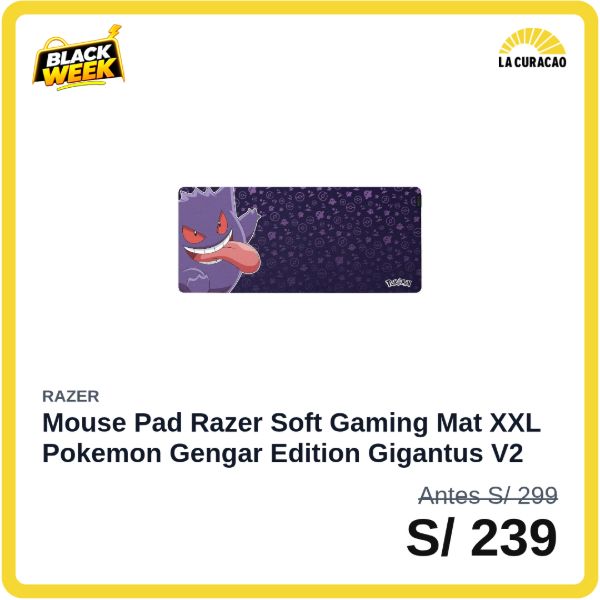 BLACK
WEEK
LA CURACAO
POKéMON
RAZER
Mouse Pad Razer Soft Gaming Mat XXL
Pokemon Gengar Edition Gigantus V2
Antes S/ 299
S/ 239